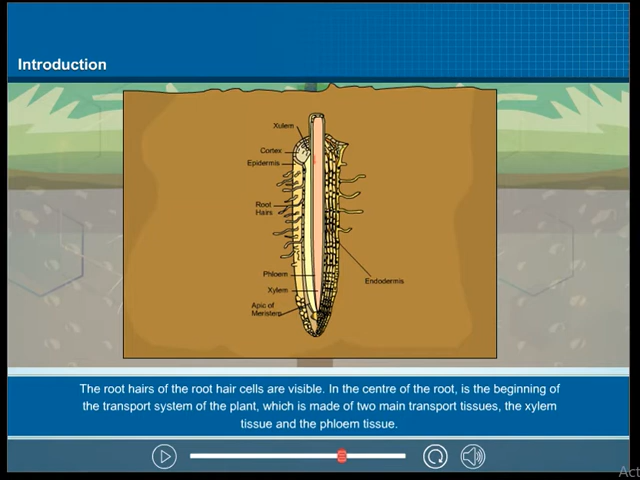 Introduction
Xulem
Cortex
Epidermis
Root
Hairs
Phloem
Xylem
Endodermis
Apic of
Meristem
The root hairs of the root hair cells are visible. In the centre of the root, is the beginning of
the transport system of the plant, which is made of two main transport tissues, the xylem
tissue and the phloem tissue.
Act